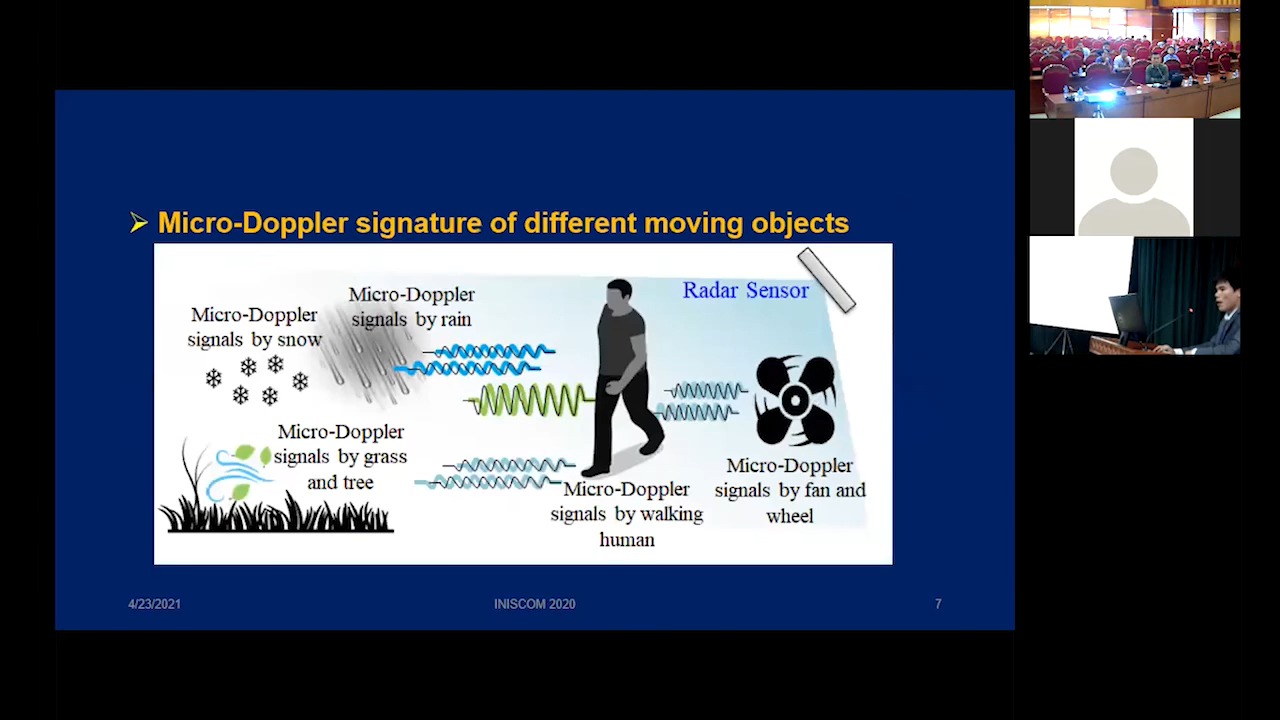 ➢ Micro-Doppler signature of different moving objects
Micro-Doppler
signals by rain
Radar Sensor
Micro-Doppler
signals by snow
Micro-Doppler
signals by grass
and tree
Micro-Doppler
signals by walking
human
Micro-Doppler
signals by fan and
wheel
4/23/2021
INISCOM 2020
7